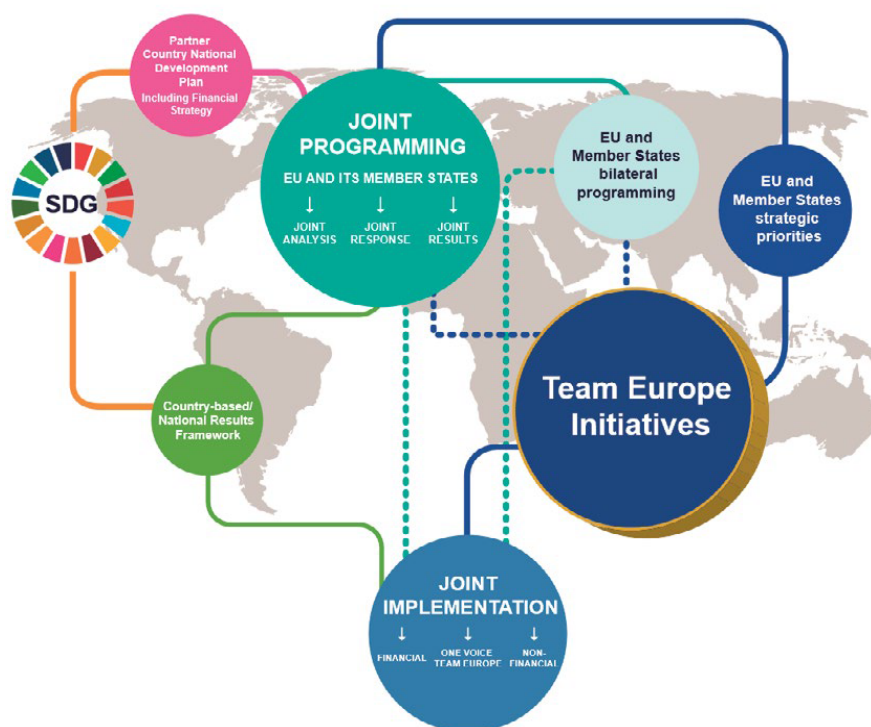 Partner
Country National
Development
Plan
Including Financial
Strategy
SDG
JOINT
PROGRAMMING
EU AND ITS MEMBER STATES
↓ ↓ ↓
JOINT ANALYSIS
JOINT RESPONSE
JOINT RESULTS
EU and
Member States
bilateral
programming
EU and
Member States
strategic
priorities
Team Europe
Initiatives
Country-based/
National Results
Framework
JOINT
IMPLEMENTATION
↓ ↓ ↓
FINANCIAL
ONE VOICE
TEAM EUROPE
NON-
FINANCIAL